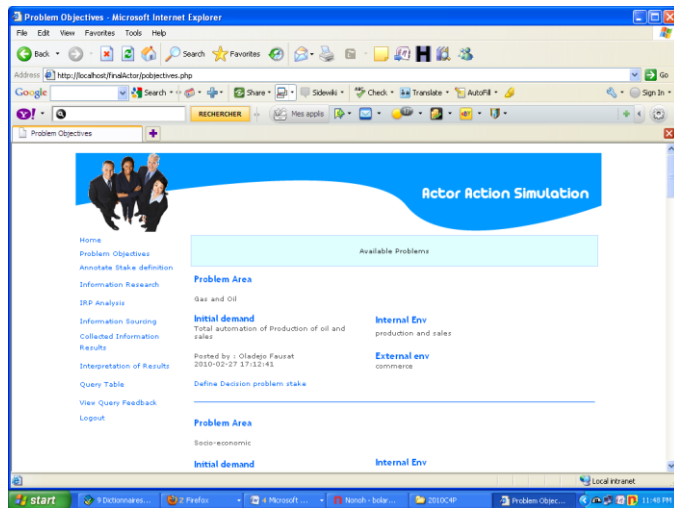 Problem Objectives - Microsoft Internet Explorer
File Edit View Favorites Tools Help
Back Search Favorites
Address http://localhost/finalActor/pobjectives.php Go
Google Search Share Sidewiki Check Translate AutoFill Sign In
Y! RECHERCHER Mes applis
Problem Objectives
Actor Action Simulation
Home
Problem Objectives
Annotate Stake definition
Information Research
IRP Analysis
Information Sourcing
Collected Information
Results
Interpretation of Results
Query Table
View Query Feedback
Logout
Available Problems
Problem Area
Gas and Oil
Initial demand
Total automation of Production of oil and
sales
Internal Env
production and sales
Posted by : Oladejo Fausat
2010-02-27 17:12:41
External env
commerce
Define Decision problem stake
Problem Area
Socio-economic
Initial demand
Internal Env
Local intranet
start 9 Dictionnaires... 2 Firefox 4 Microsoft ... Nonoh - bolar... 2010C4P Problem Objec... 11:48 PM